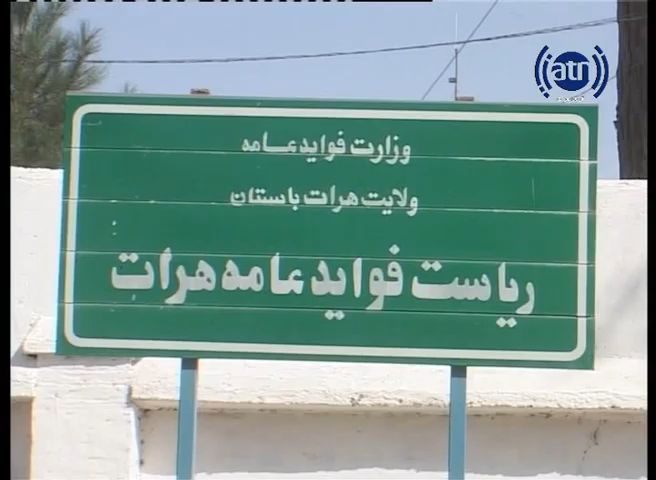 atn
وزارت فواید عامه
ولایت هرات باستان
ریاست فواید عامه هرات